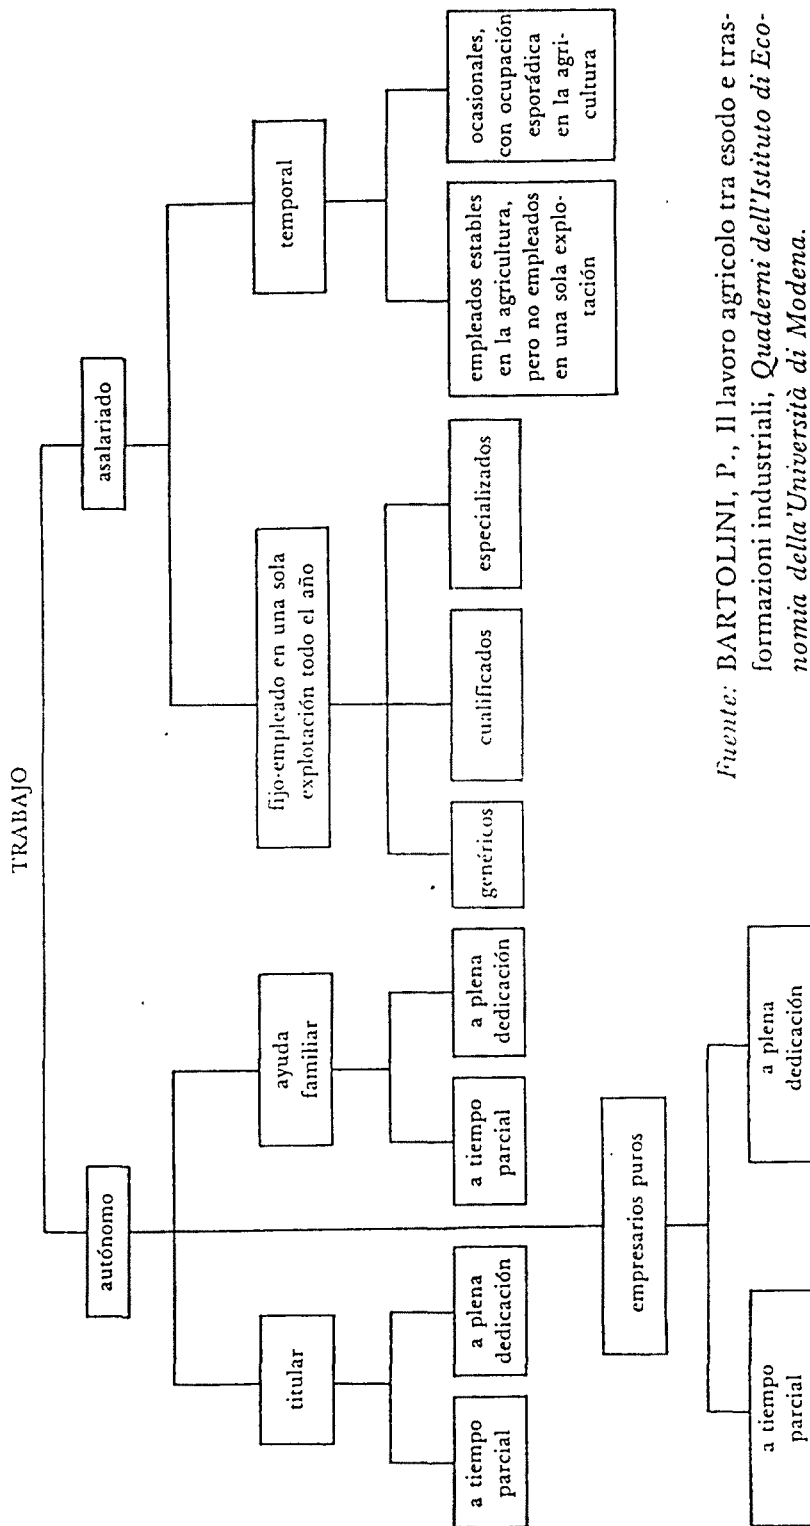 TRABAJO
autónomo
asalariado
titular
ayuda
familiar
fijo-empleado en una sola
explotación todo el año
temporal
a tiempo
parcial
a plena
dedicación
a tiempo
parcial
a plena
dedicación
genéricos
cualificados
especializados
empleados estables
en la agricultura,
pero no empleados
en una sola explo-
tación
ocasionales,
con ocupación
esporádica
en la agri-
cultura
empresarios puros
a tiempo
parcial
a plena
dedicación
Fuente: BARTOLINI, P., Il lavoro agricolo tra esodo e tras-
formazioni industriali, Quaderni dell'Istituto di Eco-
nomia della'Università di Modena.